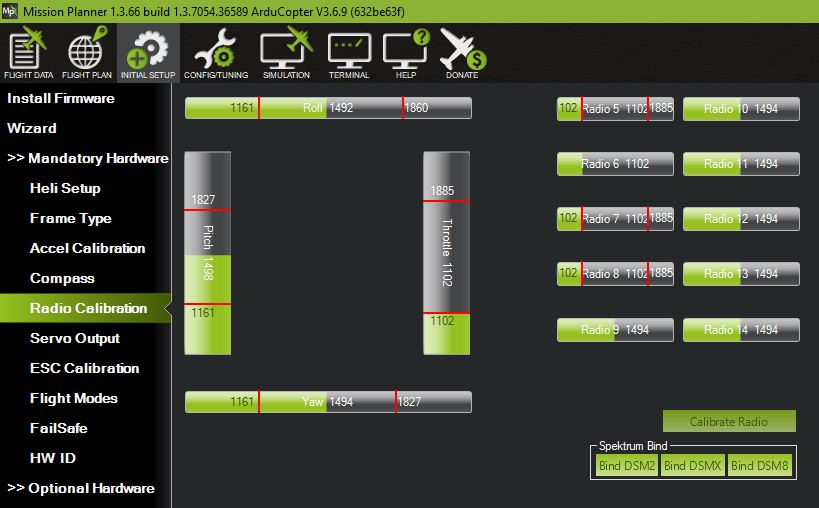 Mission Planner 1.3.66 build 1.3.7054.36589 ArduCopter V3.6.9 (632be63f)
FLIGHT DATA FLIGHT PLAN INITIAL SETUP CONFIG/TUNING SIMULATION TERMINAL HELP DONATE
Install Firmware
Wizard
>> Mandatory Hardware
Heli Setup
Frame Type
Accel Calibration
Compass
Radio Calibration
Servo Output
ESC Calibration
Flight Modes
FailSafe
HW ID
>> Optional Hardware
1161 Roll 1492 1860
1827
Pitch 1498
1161
1885
Throttle 1102
1102
1161 Yaw 1494 1827
102 Radio 5 1102 1885
Radio 10 1494
Radio 6 1102
Radio 11 1494
102 Radio 7 1102 1885
Radio 12 1494
102 Radio 8 1102 1885
Radio 13 1494
Radio 9 1494
Radio 14 1494
Calibrate Radio
Spektrum Bind
Bind DSM2 Bind DSMX Bind DSM8